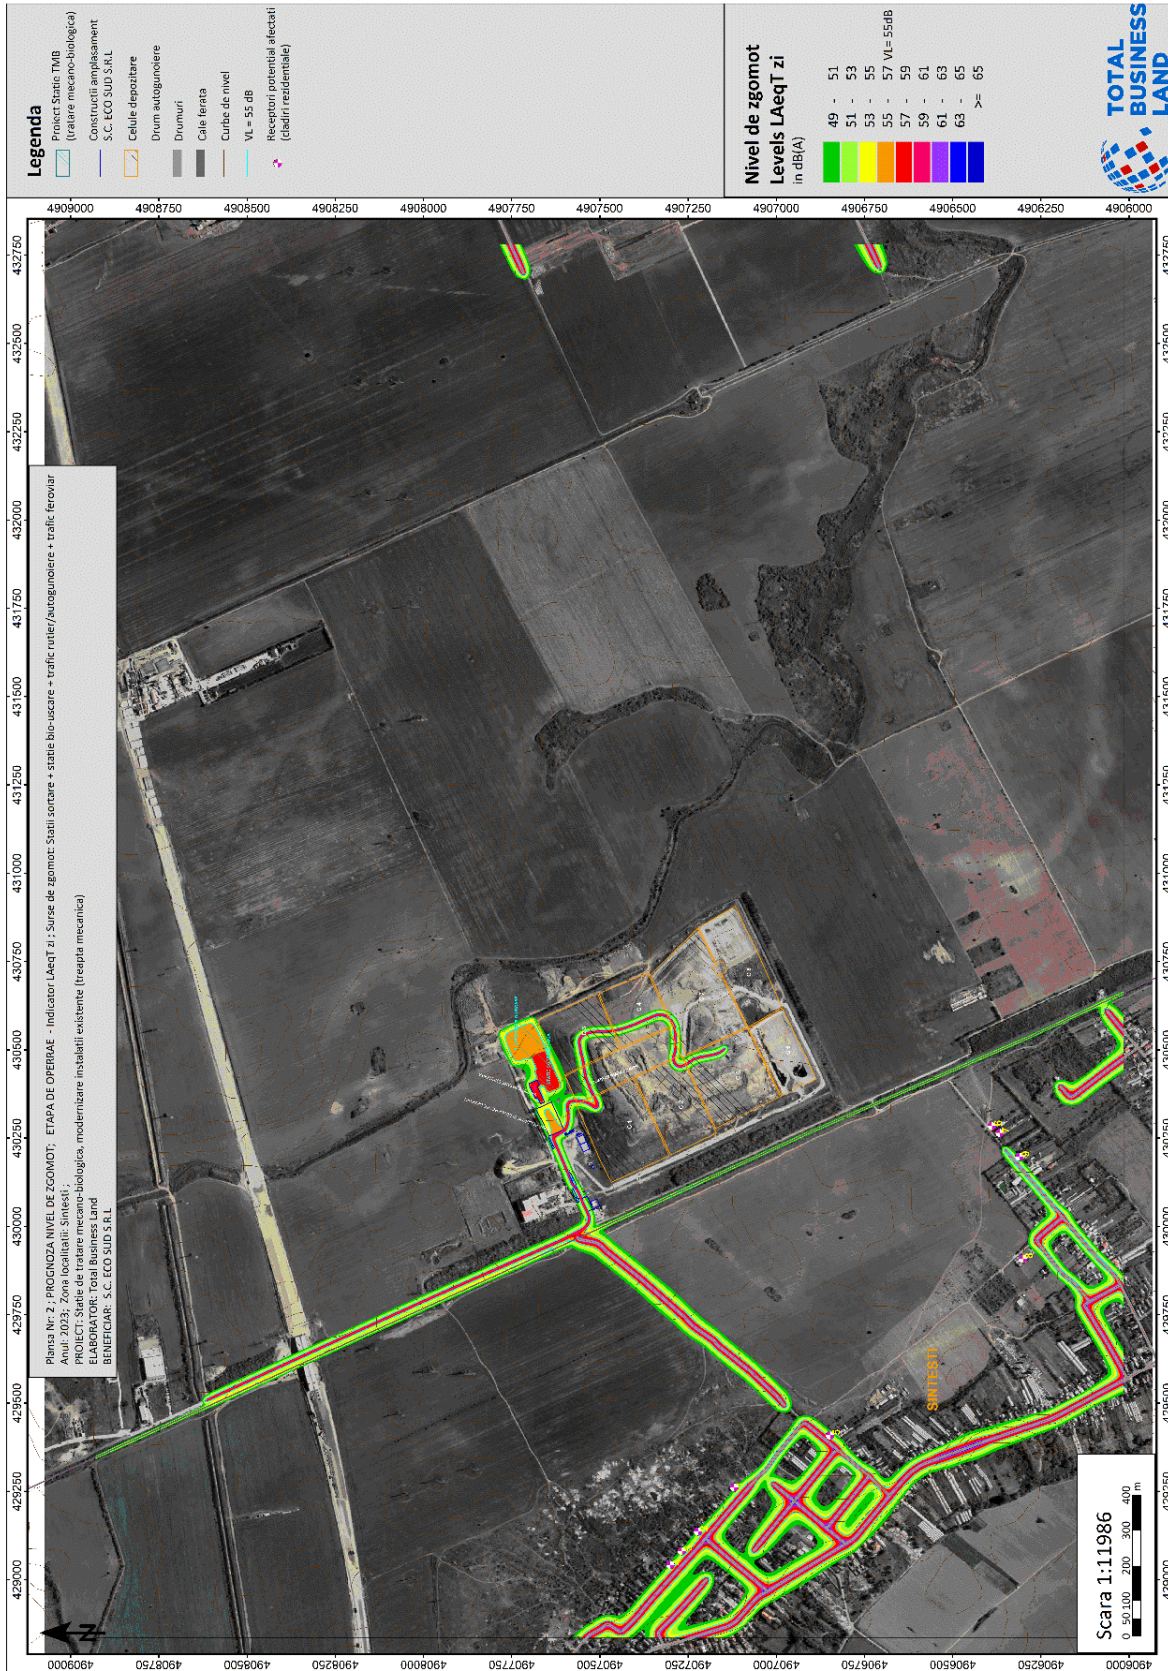 Plansa Nr: 2 ; PROGNOZA NIVEL DE ZGOMOT; ETAPA DE OPERRAE - Indicator LAeqT zi ; Surse de zgomot: Statii sortare + statie bio-uscare + trafic rutier/autogunoiere + trafic feroviar
Anul: 2023; Zona localitatii: Sintesti ;
PROIECT: Statie de tratare mecano-biologica, modernizare instalatii existente (treapta mecanica)
ELABORATOR: Total Business Land
BENEFICIAR: S.C. ECO SUD S.R.L
Legenda
Proiect Statie TMB
(tratare mecano-biologica)
Constructii amplasament
S.C. ECO SUD S.R.L
Celule depozitare
Drum autogunoiere
Drumuri
Cale ferata
Curbe de nivel
VL = 55 dB
Receptori potential afectati
(cladiri rezidentiale)
Nivel de zgomot
Levels LAeqT zi
in dB(A)
49 - 51
51 - 53
53 - 55
55 - 57 VL= 55dB
57 - 59
59 - 61
61 - 63
63 - 65
>= 65
TOTAL
BUSINESS
LAND
429000 429250 429500 429750 430000 430250 430500 430750 431000 431250 431500 431750 432000 432250 432500 432750
4909000 4908750 4908500 4908250 4908000 4907750 4907500 4907250 4907000 4906750 4906500 4906250 4906000
SINTESTI
N
Scara 1:11986
0 50 100 200 300 400
m